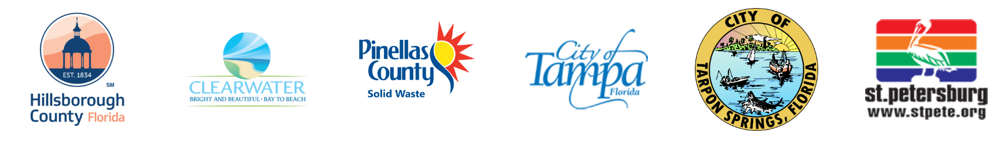 EST. 1834
SM
Hillsborough
County Florida
CLEARWATER
BRIGHT AND BEAUTIFUL • BAY TO BEACH
Pinellas
County
Solid Waste
City of
Tampa
Florida
CITY OF
TARPON SPRINGS, FLORIDA
st.petersburg
www.stpete.org